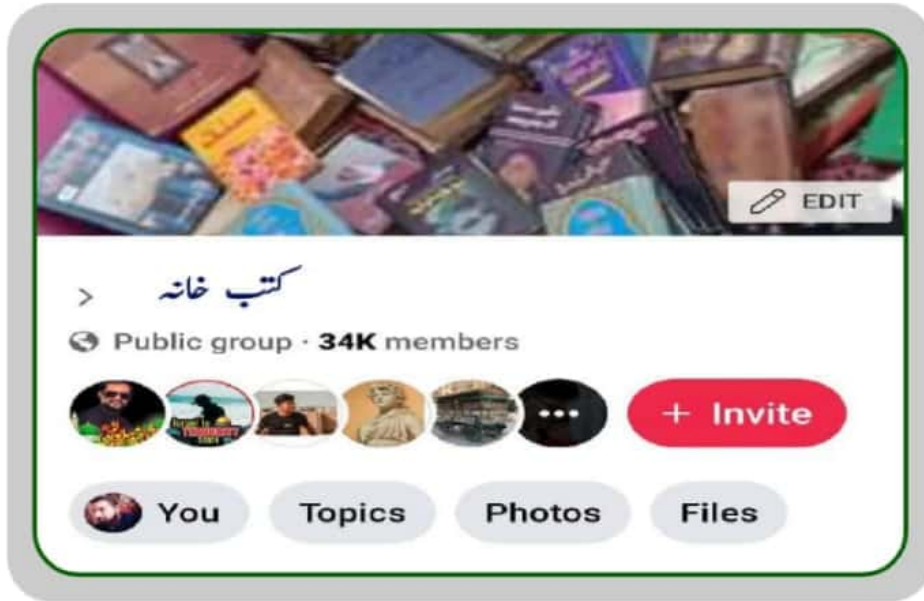 EDIT
کتب خانہ
Public group · 34K members
+ Invite
You
Topics
Photos
Files